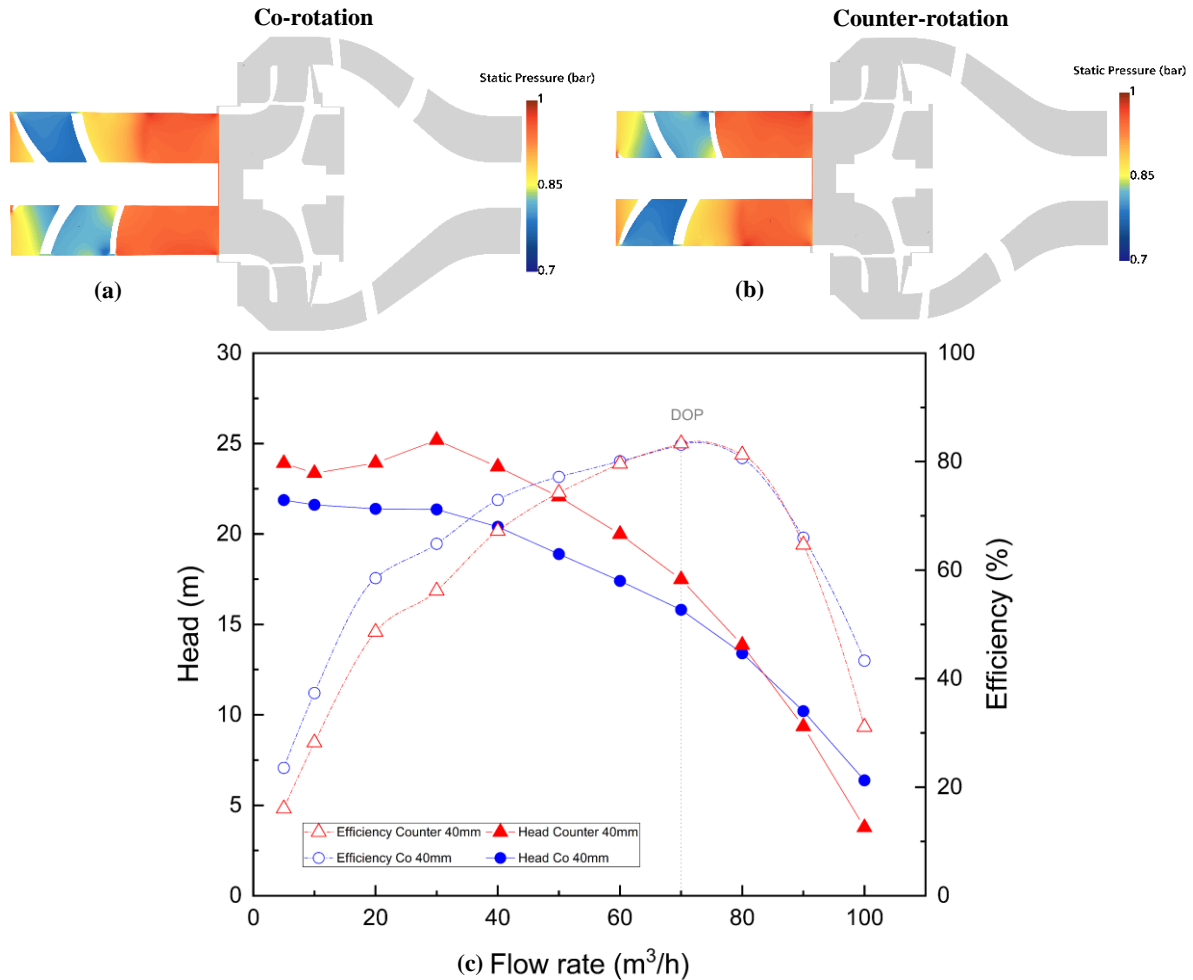 Co-rotation
Counter-rotation
Static Pressure (bar)
1
0.85
0.7
(a)
Static Pressure (bar)
1
0.85
0.7
(b)
30
25
20
15
10
5
0
Head (m)
100
80
60
40
20
0
Efficiency (%)
DOP
Efficiency Counter 40mm
Head Counter 40mm
Efficiency Co 40mm
Head Co 40mm
0 20 40 60 80 100
(c) Flow rate (m³/h)